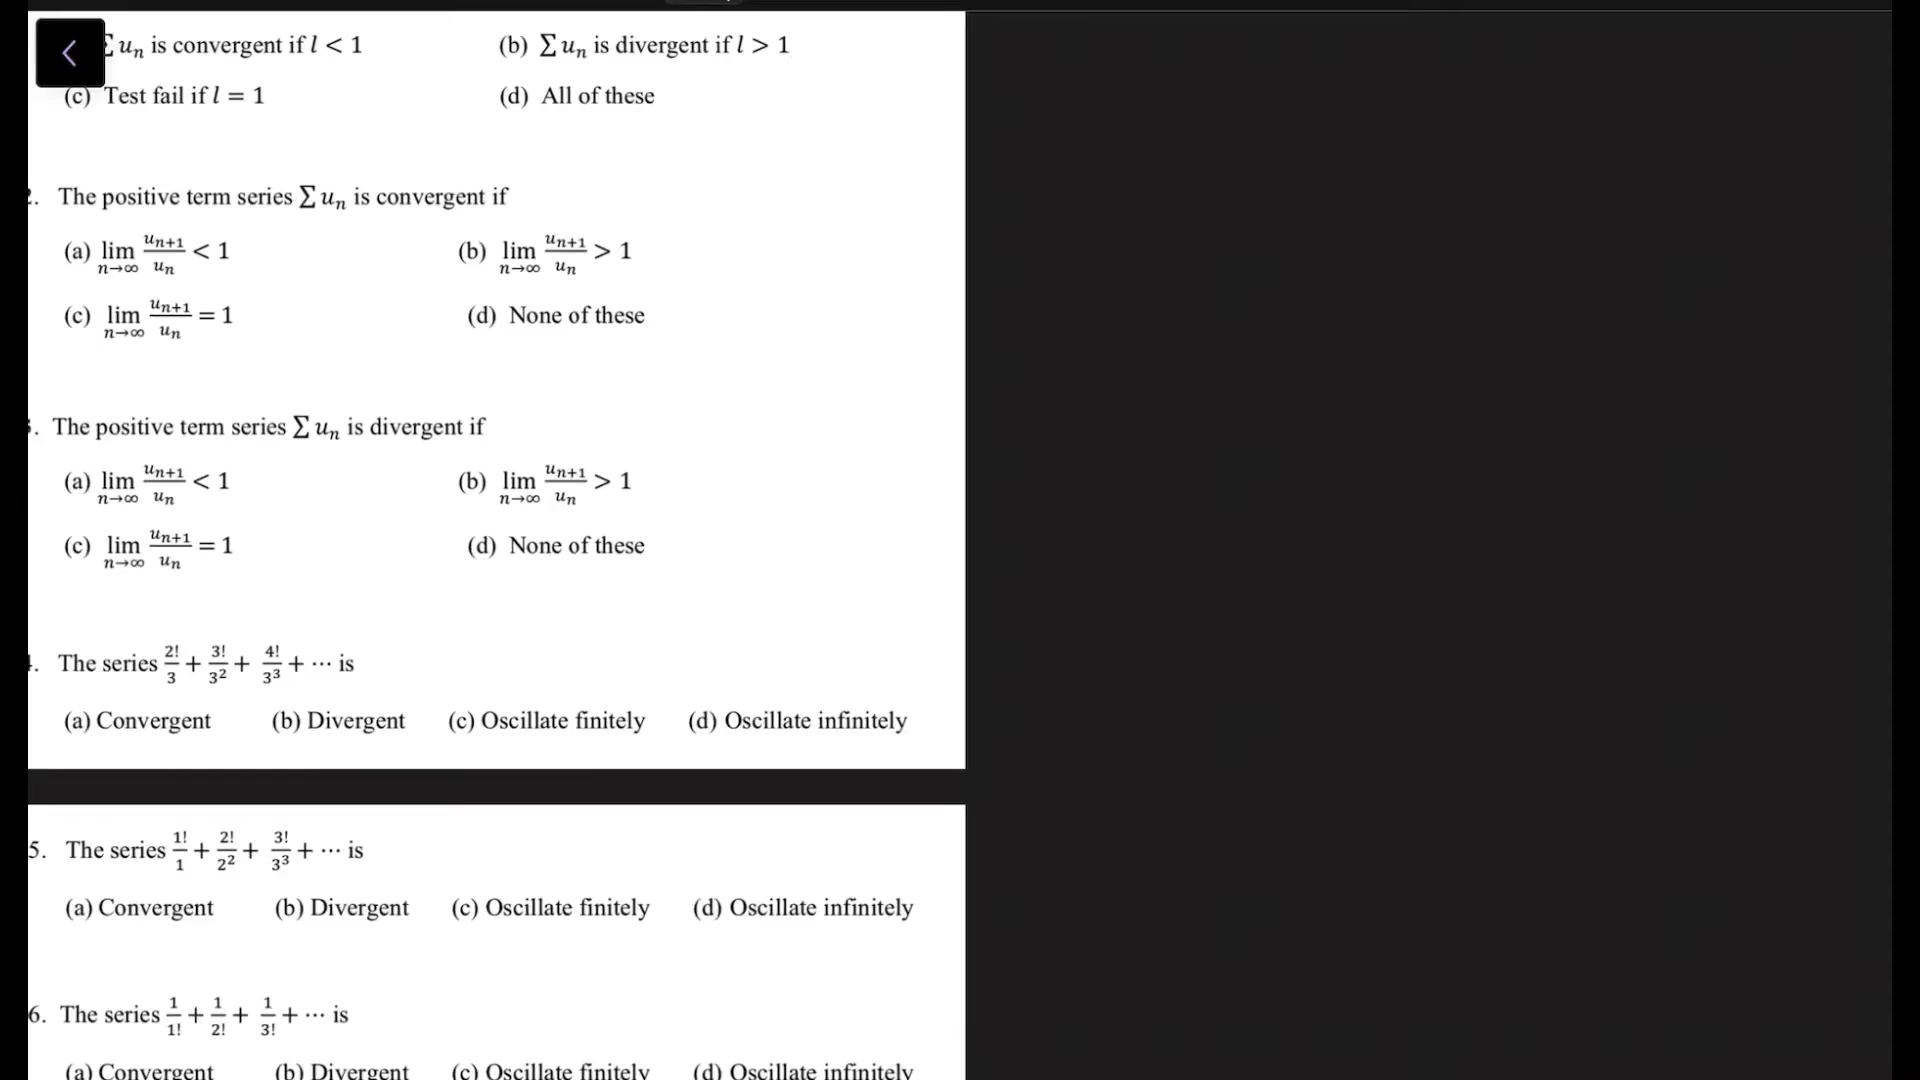 ∑ uₙ is convergent if l < 1 (b) ∑ uₙ is divergent if l > 1
(c) Test fail if l = 1 (d) All of these
. The positive term series ∑ uₙ is convergent if
(a) lim n→∞ uₙ₊₁/uₙ < 1 (b) lim n→∞ uₙ₊₁/uₙ > 1
(c) lim n→∞ uₙ₊₁/uₙ = 1 (d) None of these
. The positive term series ∑ uₙ is divergent if
(a) lim n→∞ uₙ₊₁/uₙ < 1 (b) lim n→∞ uₙ₊₁/uₙ > 1
(c) lim n→∞ uₙ₊₁/uₙ = 1 (d) None of these
. The series 2!/3 + 3!/3² + 4!/3³ + ⋯ is
(a) Convergent (b) Divergent (c) Oscillate finitely (d) Oscillate infinitely
5. The series 1!/1 + 2!/2² + 3!/3³ + ⋯ is
(a) Convergent (b) Divergent (c) Oscillate finitely (d) Oscillate infinitely
6. The series 1/1! + 1/2! + 1/3! + ⋯ is
(a) Convergent (b) Divergent (c) Oscillate finitely (d) Oscillate infinitely